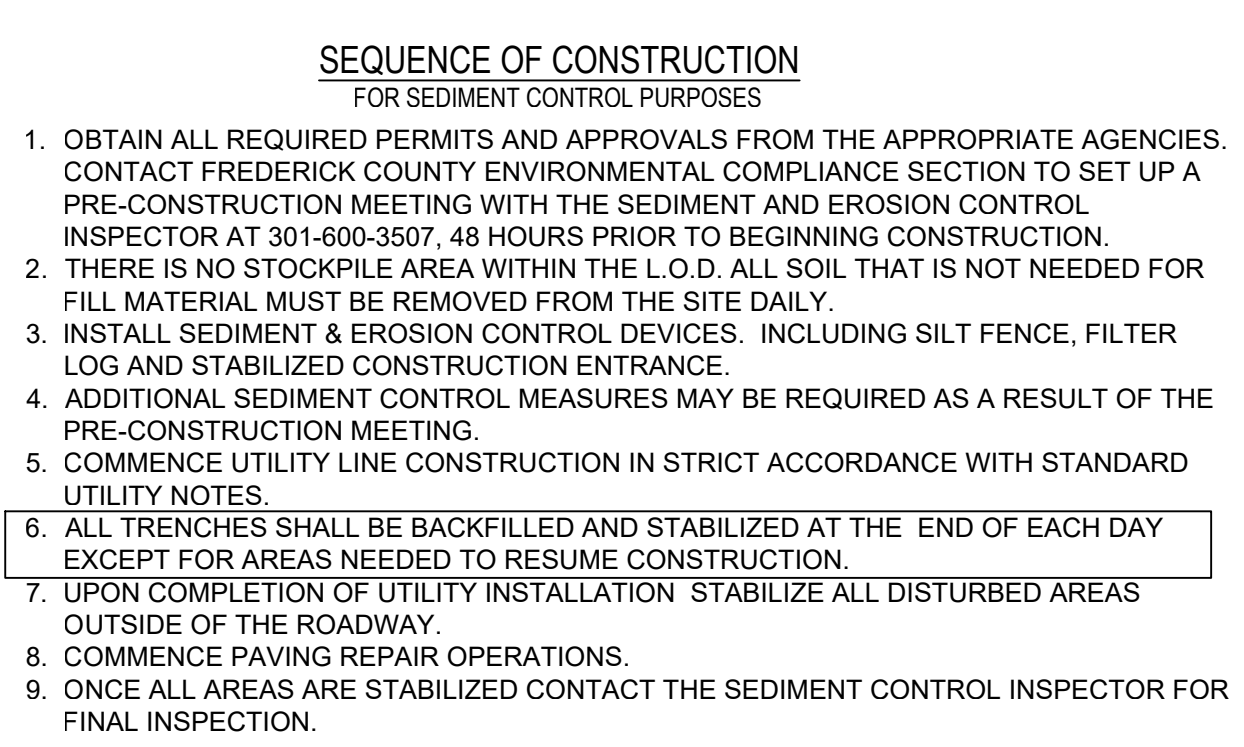 SEQUENCE OF CONSTRUCTION
FOR SEDIMENT CONTROL PURPOSES
1. OBTAIN ALL REQUIRED PERMITS AND APPROVALS FROM THE APPROPRIATE AGENCIES.
CONTACT FREDERICK COUNTY ENVIRONMENTAL COMPLIANCE SECTION TO SET UP A
PRE-CONSTRUCTION MEETING WITH THE SEDIMENT AND EROSION CONTROL
INSPECTOR AT 301-600-3507, 48 HOURS PRIOR TO BEGINNING CONSTRUCTION.
2. THERE IS NO STOCKPILE AREA WITHIN THE L.O.D. ALL SOIL THAT IS NOT NEEDED FOR
FILL MATERIAL MUST BE REMOVED FROM THE SITE DAILY.
3. INSTALL SEDIMENT & EROSION CONTROL DEVICES. INCLUDING SILT FENCE, FILTER
LOG AND STABILIZED CONSTRUCTION ENTRANCE.
4. ADDITIONAL SEDIMENT CONTROL MEASURES MAY BE REQUIRED AS A RESULT OF THE
PRE-CONSTRUCTION MEETING.
5. COMMENCE UTILITY LINE CONSTRUCTION IN STRICT ACCORDANCE WITH STANDARD
UTILITY NOTES.
6. ALL TRENCHES SHALL BE BACKFILLED AND STABILIZED AT THE END OF EACH DAY
EXCEPT FOR AREAS NEEDED TO RESUME CONSTRUCTION.
7. UPON COMPLETION OF UTILITY INSTALLATION STABILIZE ALL DISTURBED AREAS
OUTSIDE OF THE ROADWAY.
8. COMMENCE PAVING REPAIR OPERATIONS.
9. ONCE ALL AREAS ARE STABILIZED CONTACT THE SEDIMENT CONTROL INSPECTOR FOR
FINAL INSPECTION.